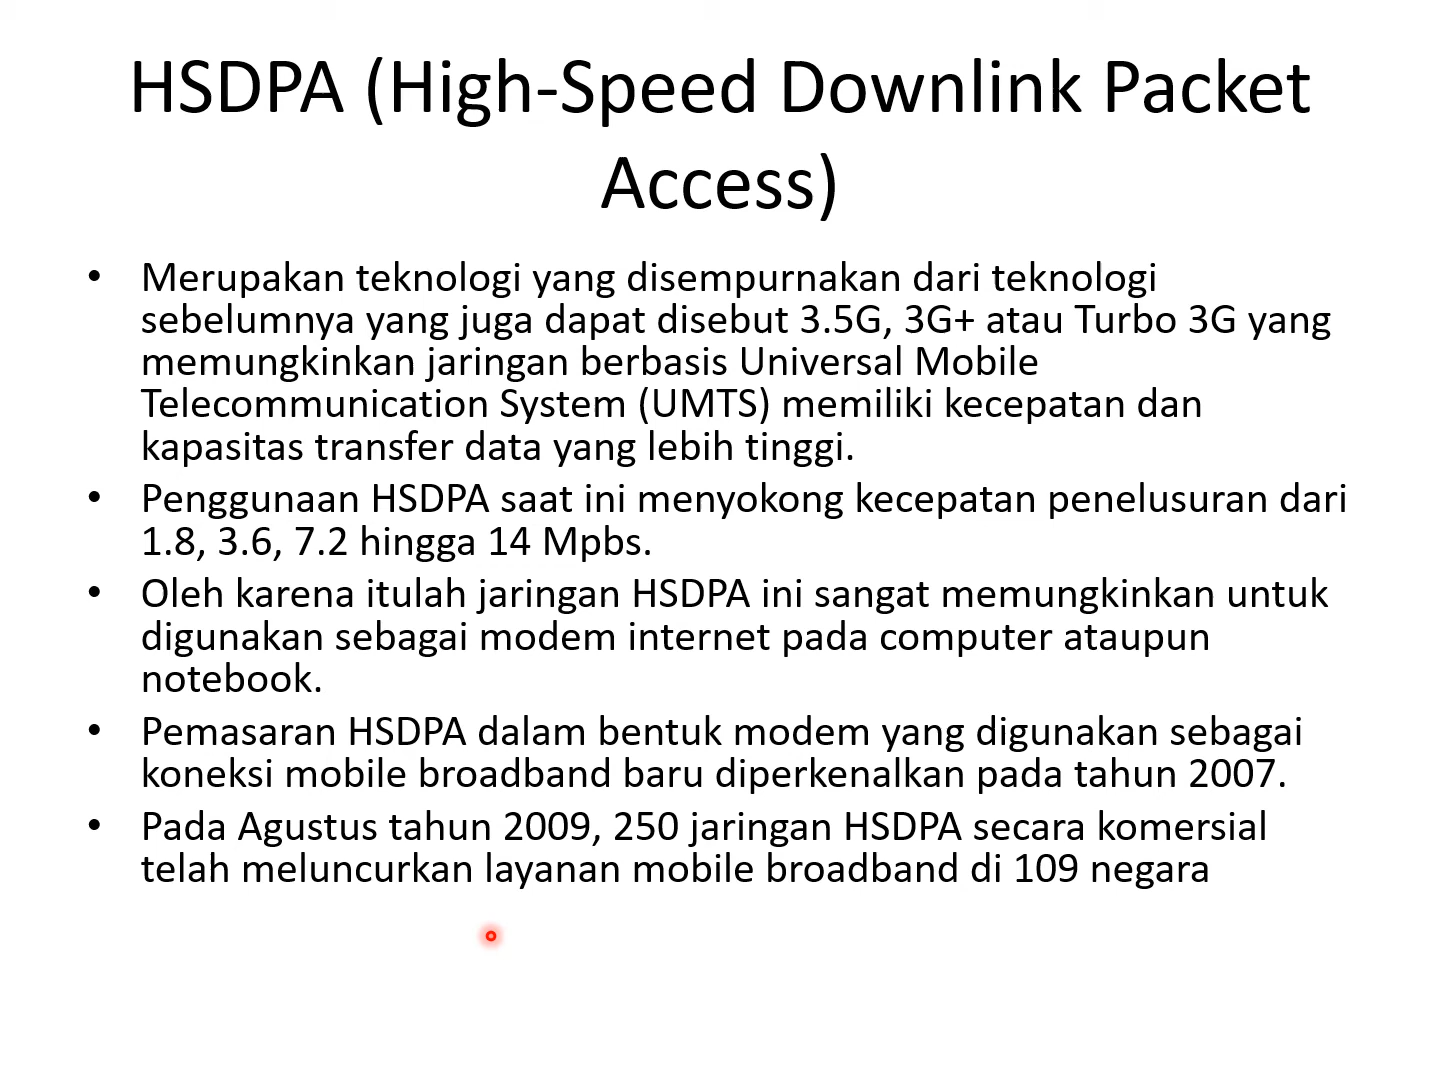 HSDPA (High-Speed Downlink Packet
Access)
• Merupakan teknologi yang disempurnakan dari teknologi
sebelumnya yang juga dapat disebut 3.5G, 3G+ atau Turbo 3G yang
memungkinkan jaringan berbasis Universal Mobile
Telecommunication System (UMTS) memiliki kecepatan dan
kapasitas transfer data yang lebih tinggi.
• Penggunaan HSDPA saat ini menyokong kecepatan penelusuran dari
1.8, 3.6, 7.2 hingga 14 Mpbs.
• Oleh karena itulah jaringan HSDPA ini sangat memungkinkan untuk
digunakan sebagai modem internet pada computer ataupun
notebook.
• Pemasaran HSDPA dalam bentuk modem yang digunakan sebagai
koneksi mobile broadband baru diperkenalkan pada tahun 2007.
• Pada Agustus tahun 2009, 250 jaringan HSDPA secara komersial
telah meluncurkan layanan mobile broadband di 109 negara